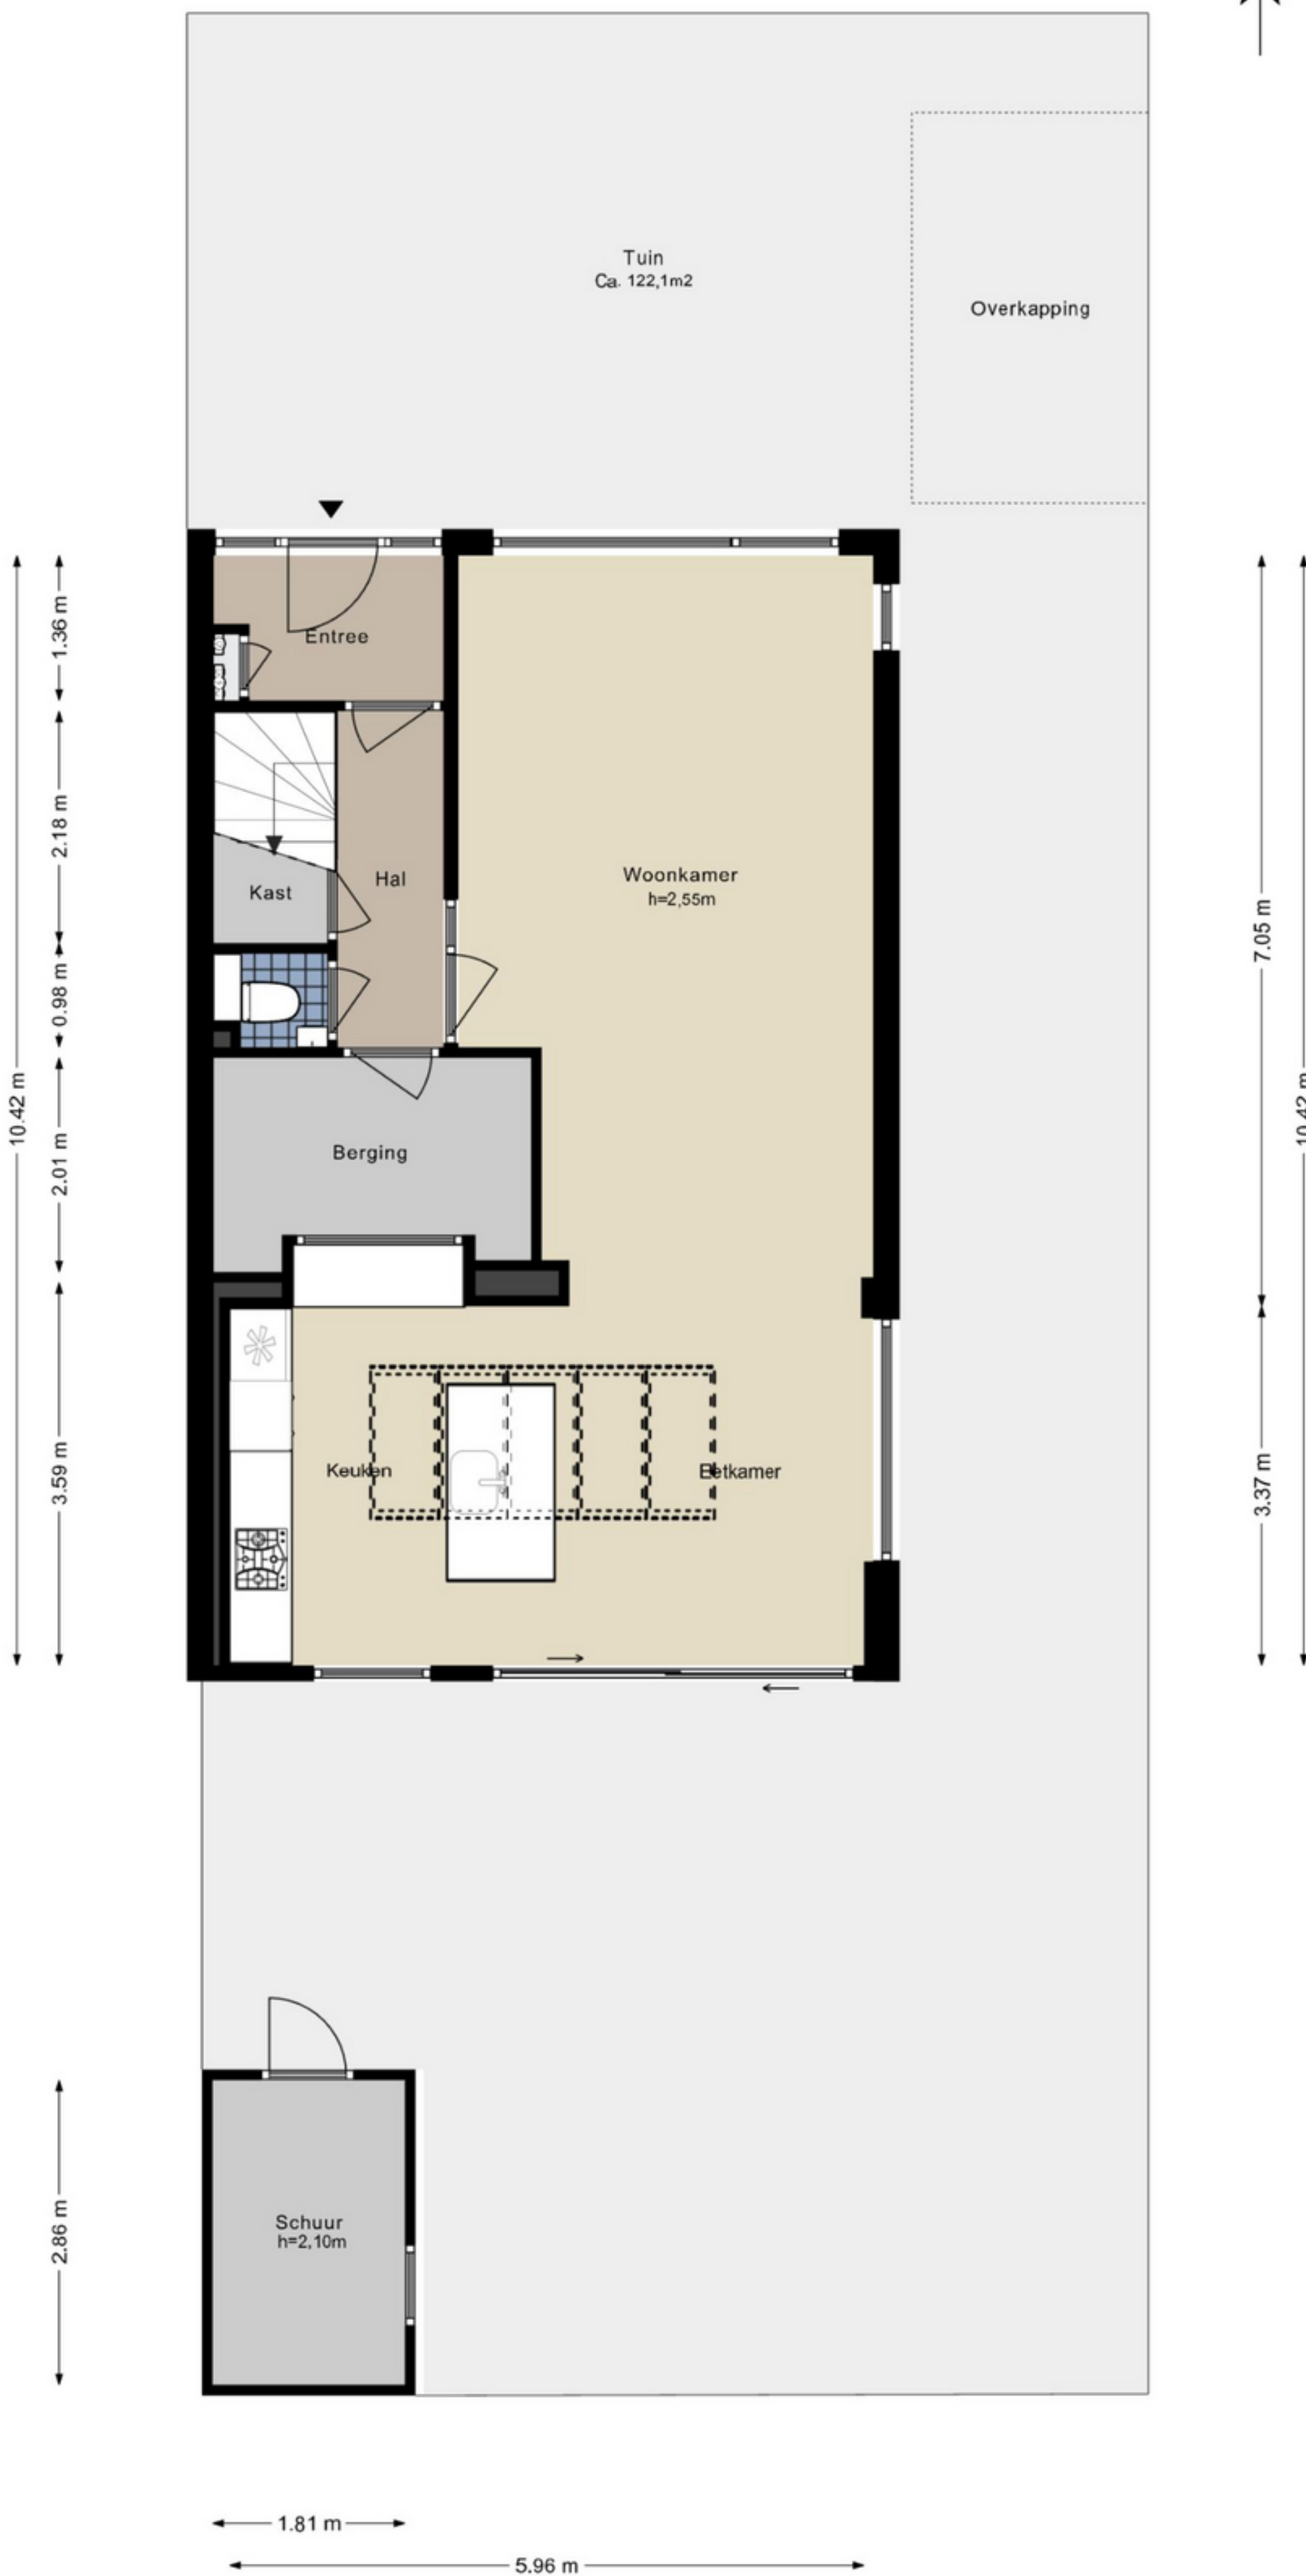 Tuin
Ca. 122,1m2
Overkapping
Entree
1.36 m
2.18 m
Hal
Kast
Woonkamer
h=2,55m
7.05 m
0.98 m
10.42 m
10.42 m
Berging
2.01 m
Keuken
Eetkamer
3.59 m
3.37 m
Schuur
h=2,10m
2.86 m
1.81 m
5.96 m